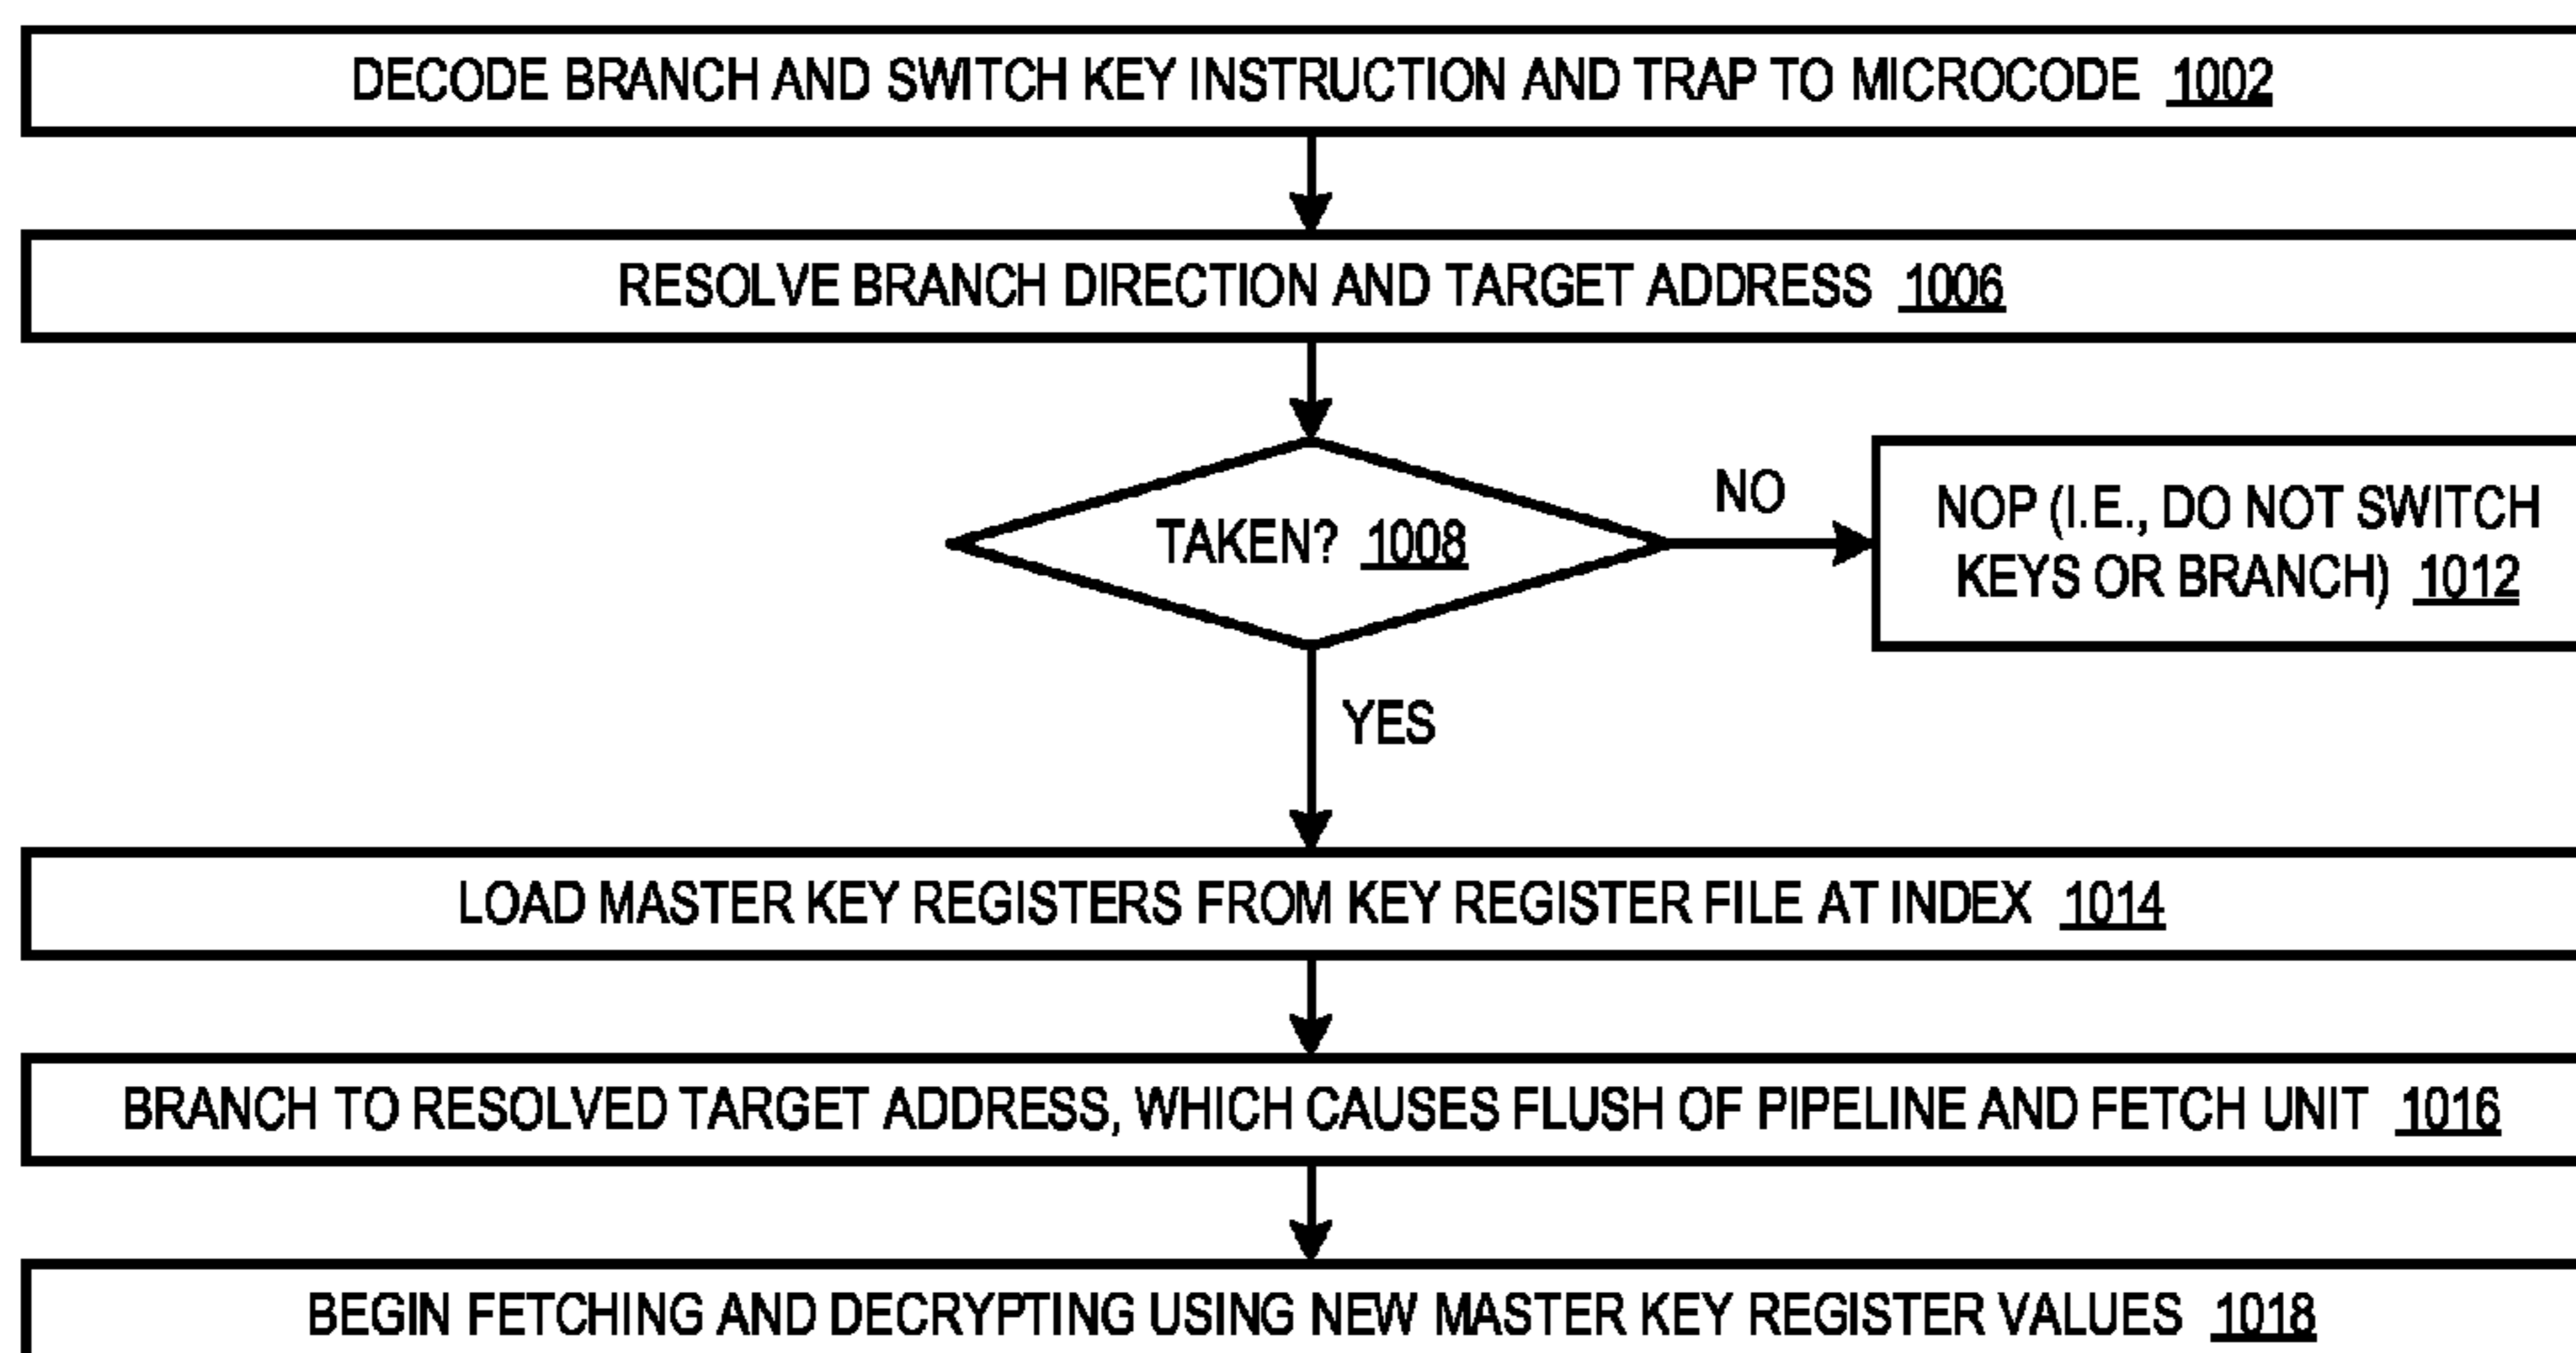 DECODE BRANCH AND SWITCH KEY INSTRUCTION AND TRAP TO MICROCODE 1002
RESOLVE BRANCH DIRECTION AND TARGET ADDRESS 1006
TAKEN? 1008
NO
NOP (I.E., DO NOT SWITCH
KEYS OR BRANCH) 1012
YES
LOAD MASTER KEY REGISTERS FROM KEY REGISTER FILE AT INDEX 1014
BRANCH TO RESOLVED TARGET ADDRESS, WHICH CAUSES FLUSH OF PIPELINE AND FETCH UNIT 1016
BEGIN FETCHING AND DECRYPTING USING NEW MASTER KEY REGISTER VALUES 1018